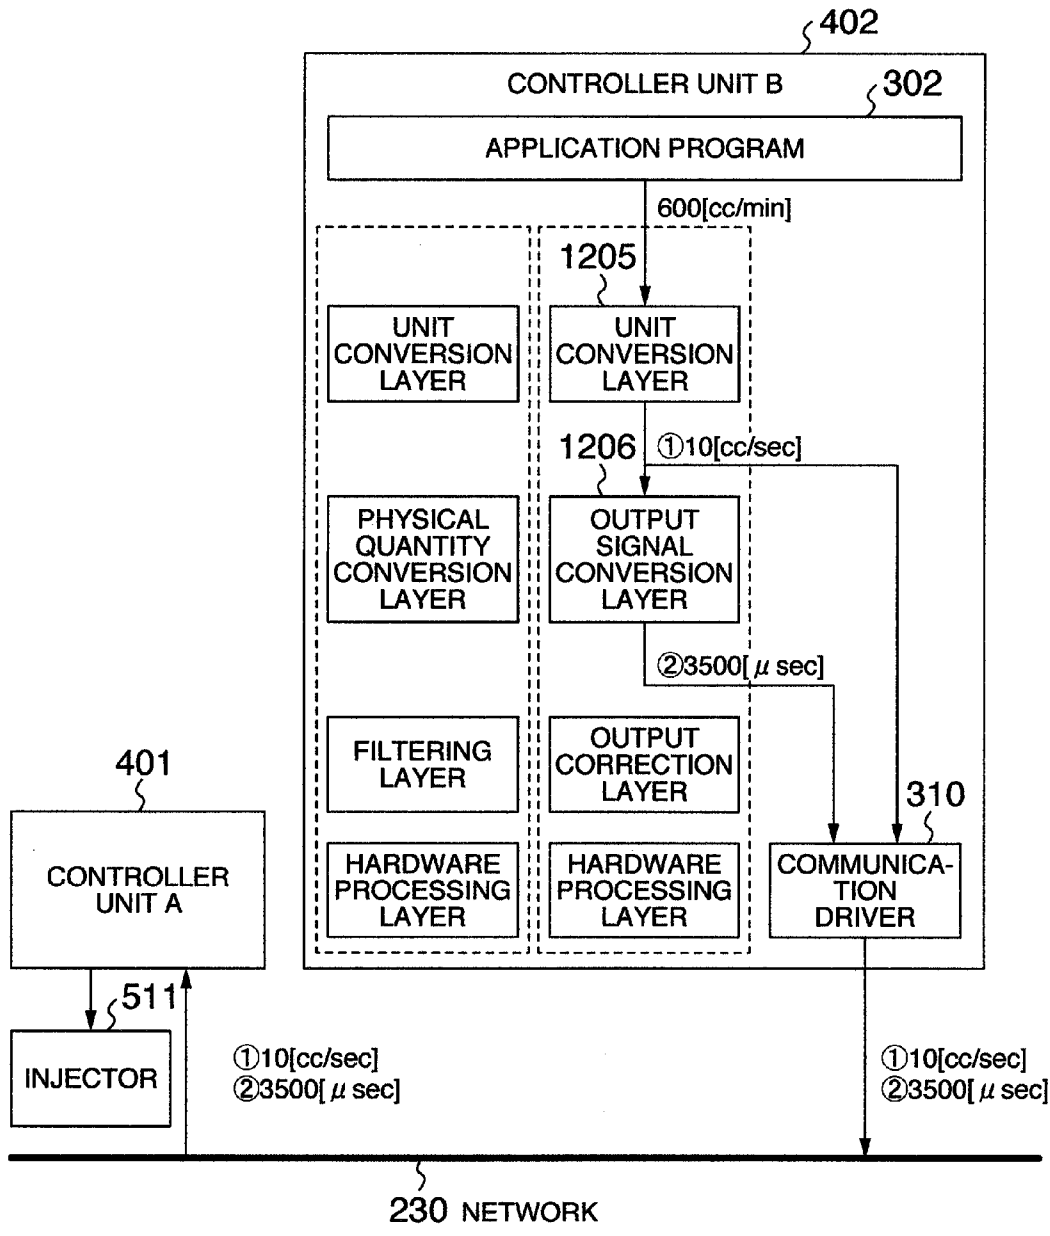 402
CONTROLLER UNIT B
302
APPLICATION PROGRAM
600[cc/min]
1205
UNIT
CONVERSION
LAYER
UNIT
CONVERSION
LAYER
1206
①10[cc/sec]
PHYSICAL
QUANTITY
CONVERSION
LAYER
OUTPUT
SIGNAL
CONVERSION
LAYER
②3500[ μ sec]
FILTERING
LAYER
OUTPUT
CORRECTION
LAYER
310
HARDWARE
PROCESSING
LAYER
HARDWARE
PROCESSING
LAYER
COMMUNICA-
TION
DRIVER
401
CONTROLLER
UNIT A
511
INJECTOR
①10[cc/sec]
②3500[ μ sec]
①10[cc/sec]
②3500[ μ sec]
230 NETWORK